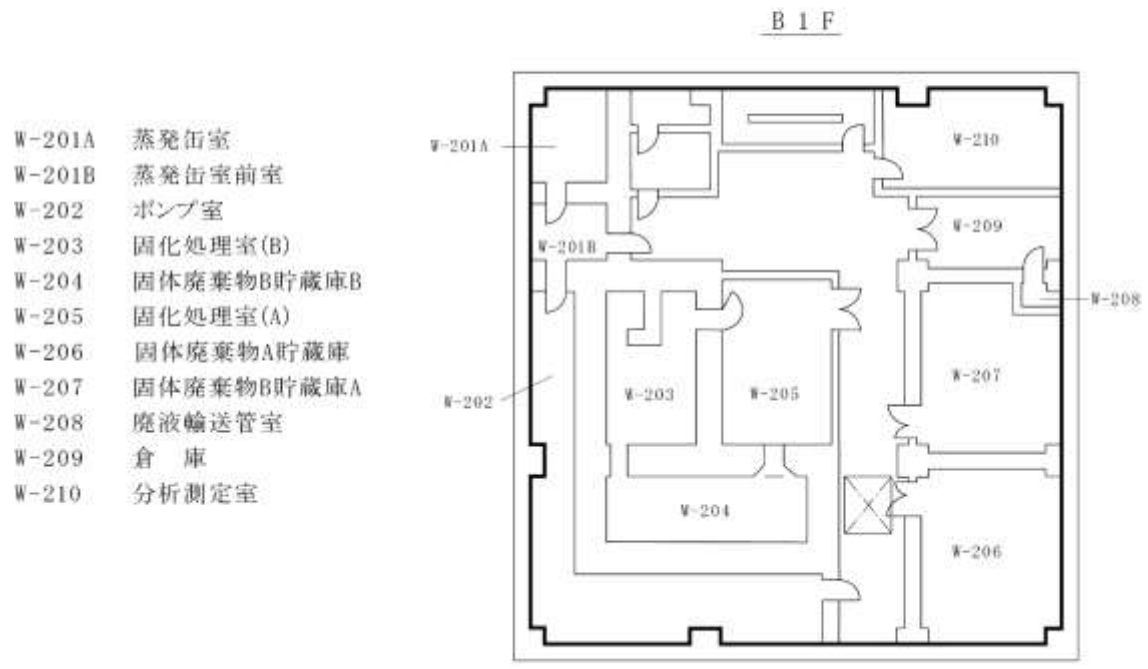 B 1 F
W-201A 蒸発缶室
W-201B 蒸発缶室前室
W-202 ポンプ室
W-203 固化処理室(B)
W-204 固体廃棄物B貯蔵庫B
W-205 固化処理室(A)
W-206 固体廃棄物A貯蔵庫
W-207 固体廃棄物B貯蔵庫A
W-208 廃液輸送管室
W-209 倉 庫
W-210 分析測定室
W-201A
W-210
W-201B
W-209
W-208
W-202
W-203
W-205
W-207
W-204
W-206